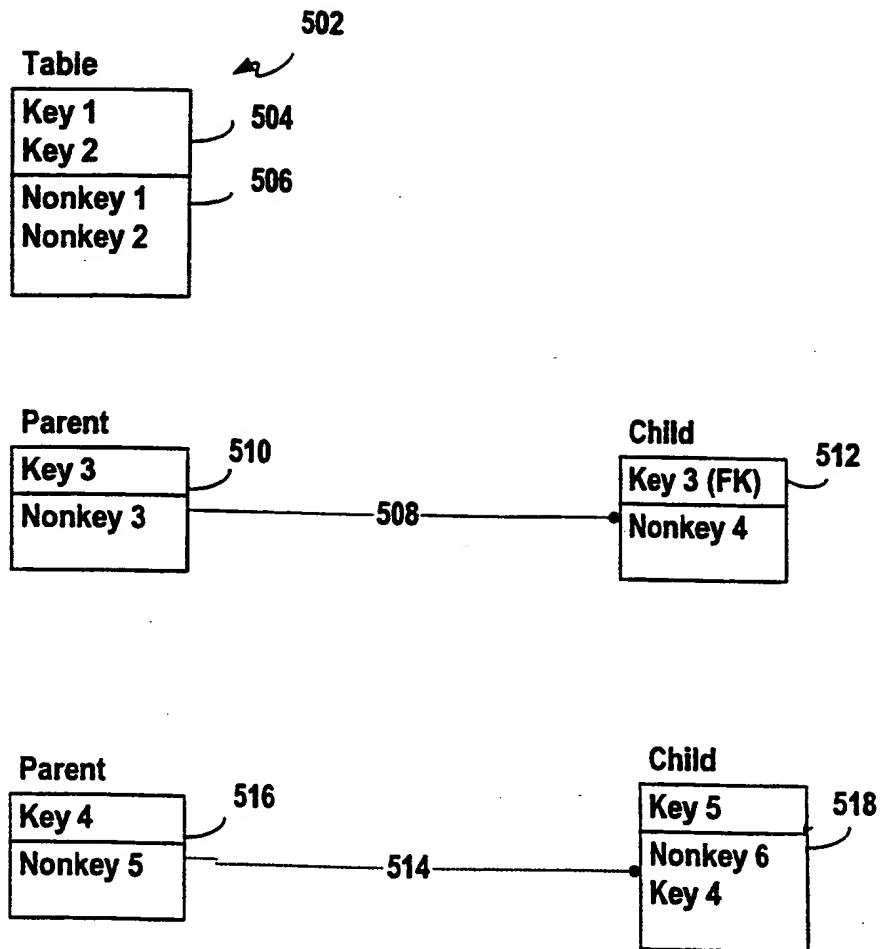 502
Table
Key 1
Key 2
504
Nonkey 1
Nonkey 2
506
Parent
Key 3
Nonkey 3
510
508
Child
Key 3 (FK)
Nonkey 4
512
Parent
Key 4
Nonkey 5
516
514
Child
Key 5
Nonkey 6
Key 4
518